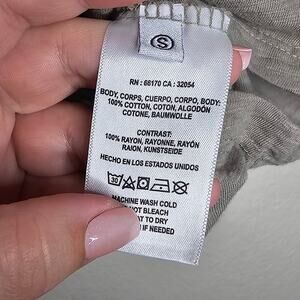 S
RN : 66170 CA : 32054
BODY, CORPS, CUERPO, CORPO, BODY:
100% COTTON, COTON, ALGODÓN
COTONE, BAUMWOLLE
CONTRAST:
100% RAYON, RAYONNE, RAYÓN
RAION, KUNSTSEIDE
HECHO EN LOS ESTADOS UNIDOS
30
MACHINE WASH COLD
NOT BLEACH
TO DRY
IF NEEDED